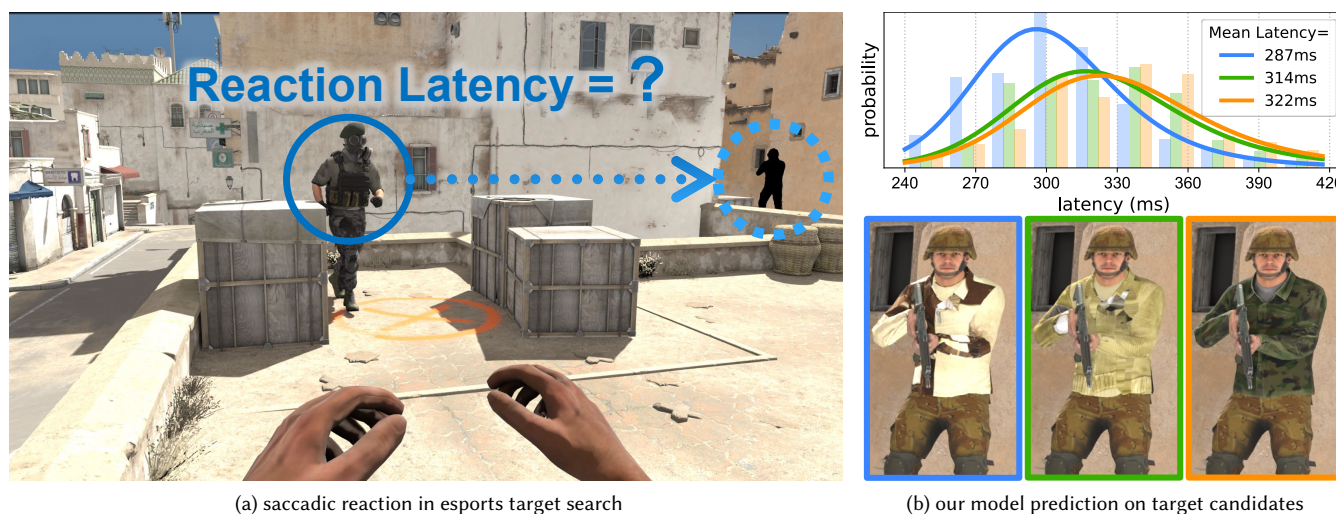 Reaction Latency = ?
(a) saccadic reaction in esports target search
probability
Mean Latency=
287ms
314ms
322ms
240 270 300 330 360 390 420
latency (ms)
(b) our model prediction on target candidates